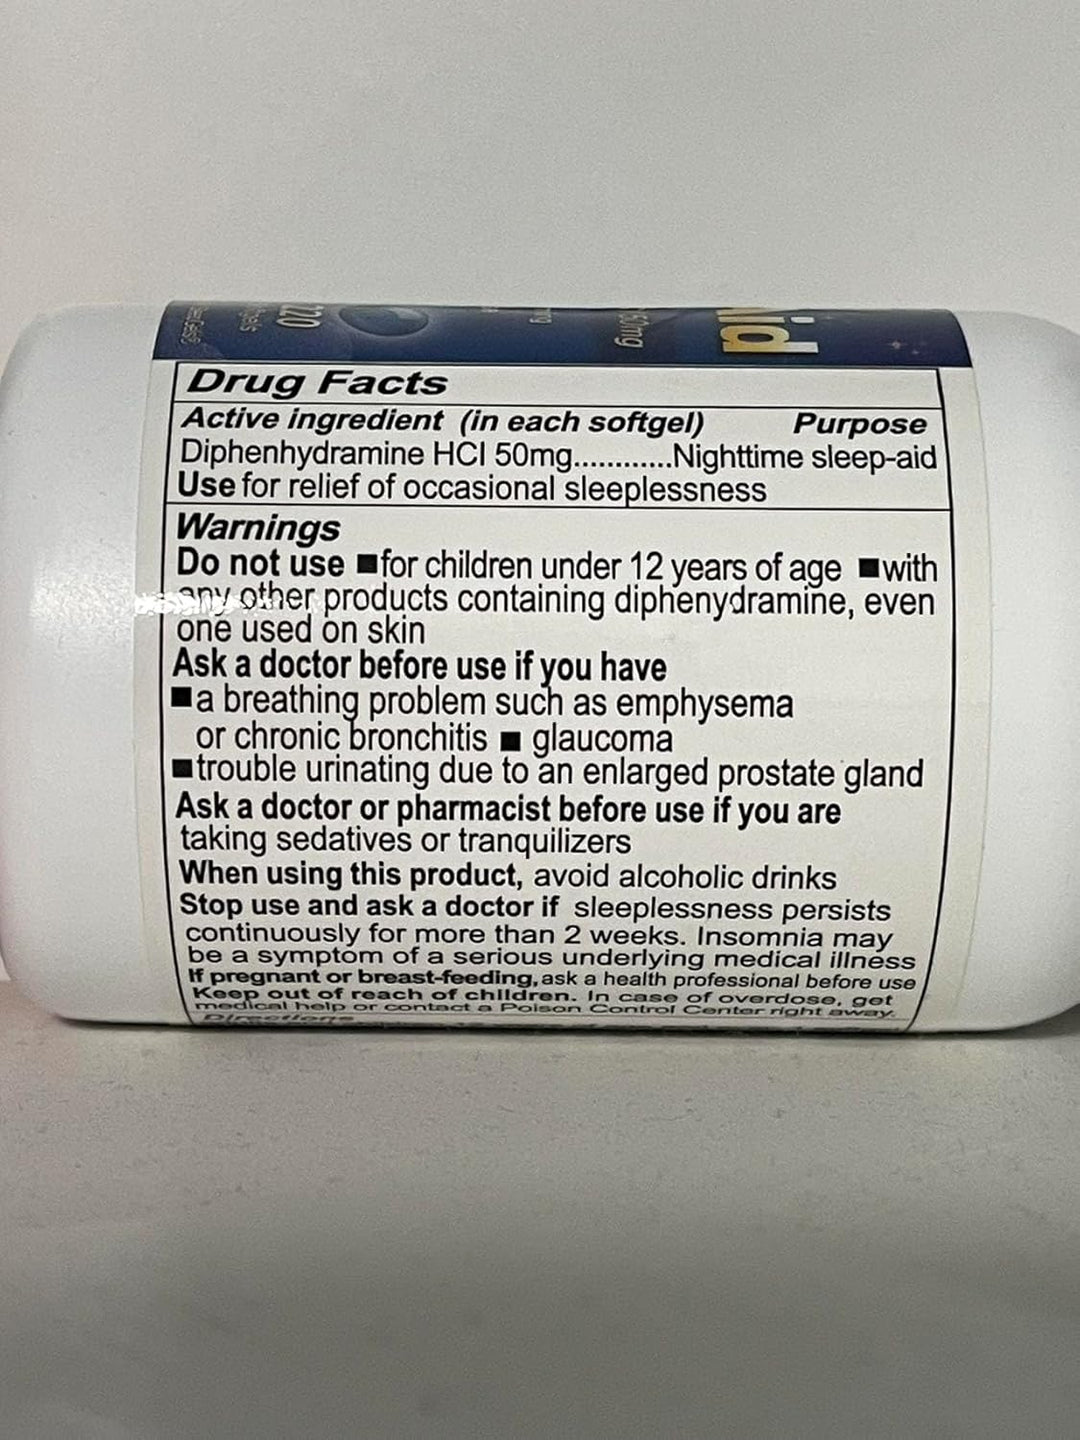 id
50mg
220
Drug Facts
Active ingredient (in each softgel) Purpose
Diphenhydramine HCl 50mg............Nighttime sleep-aid
Use for relief of occasional sleeplessness
Warnings
Do not use ■for children under 12 years of age ■with
any other products containing diphenydramine, even
one used on skin
Ask a doctor before use if you have
■a breathing problem such as emphysema
or chronic bronchitis ■ glaucoma
■trouble urinating due to an enlarged prostate gland
Ask a doctor or pharmacist before use if you are
taking sedatives or tranquilizers
When using this product, avoid alcoholic drinks
Stop use and ask a doctor if sleeplessness persists
continuously for more than 2 weeks. Insomnia may
be a symptom of a serious underlying medical illness
If pregnant or breast-feeding, ask a health professional before use
Keep out of reach of children. In case of overdose, get
medical help or contact a Poison Control Center right away.
Directions